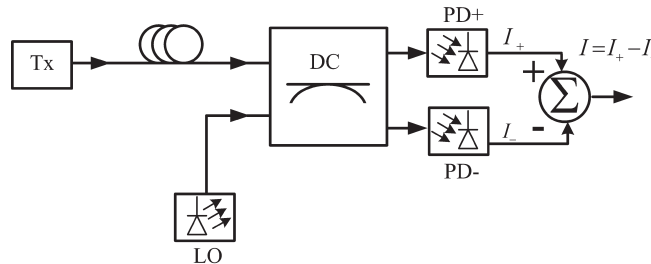 Tx
DC
PD+
I₊
I=I₊−I
+
Σ
-
I₋
PD-
LO